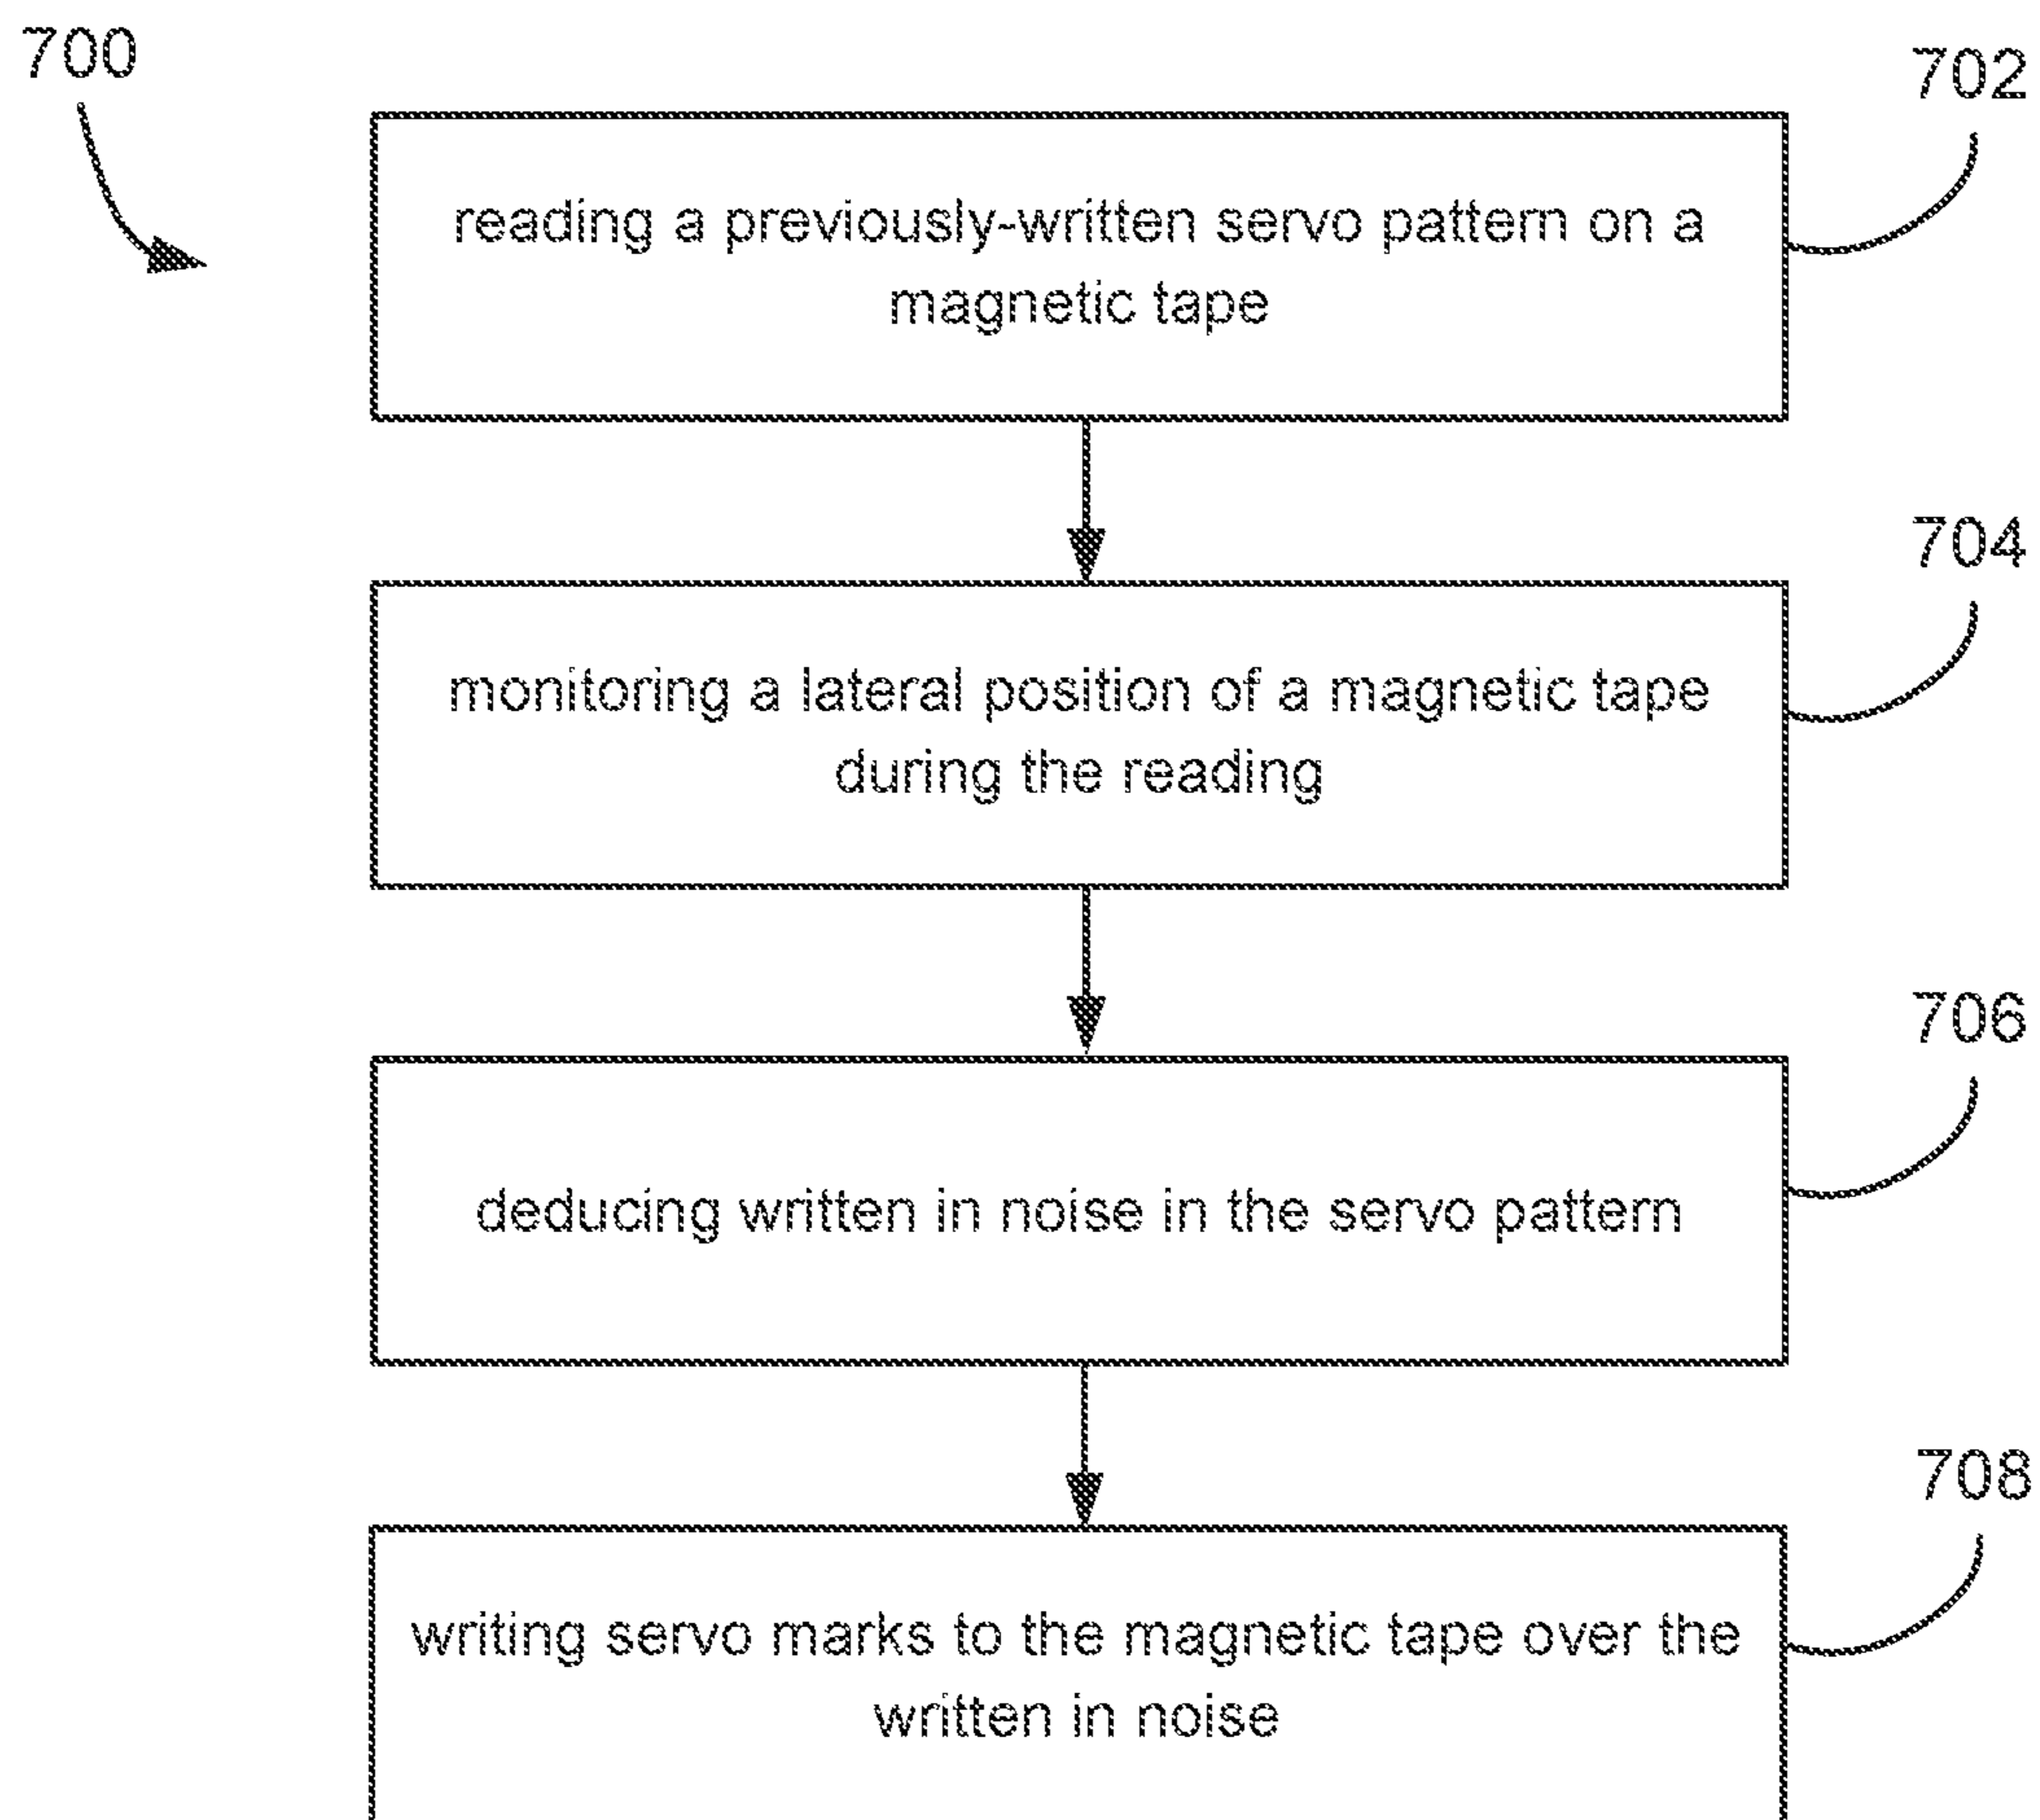 700
702
reading a previously-written servo pattern on a
magnetic tape
704
monitoring a lateral position of a magnetic tape
during the reading
706
deducing written in noise in the servo pattern
708
writing servo marks to the magnetic tape over the
written in noise